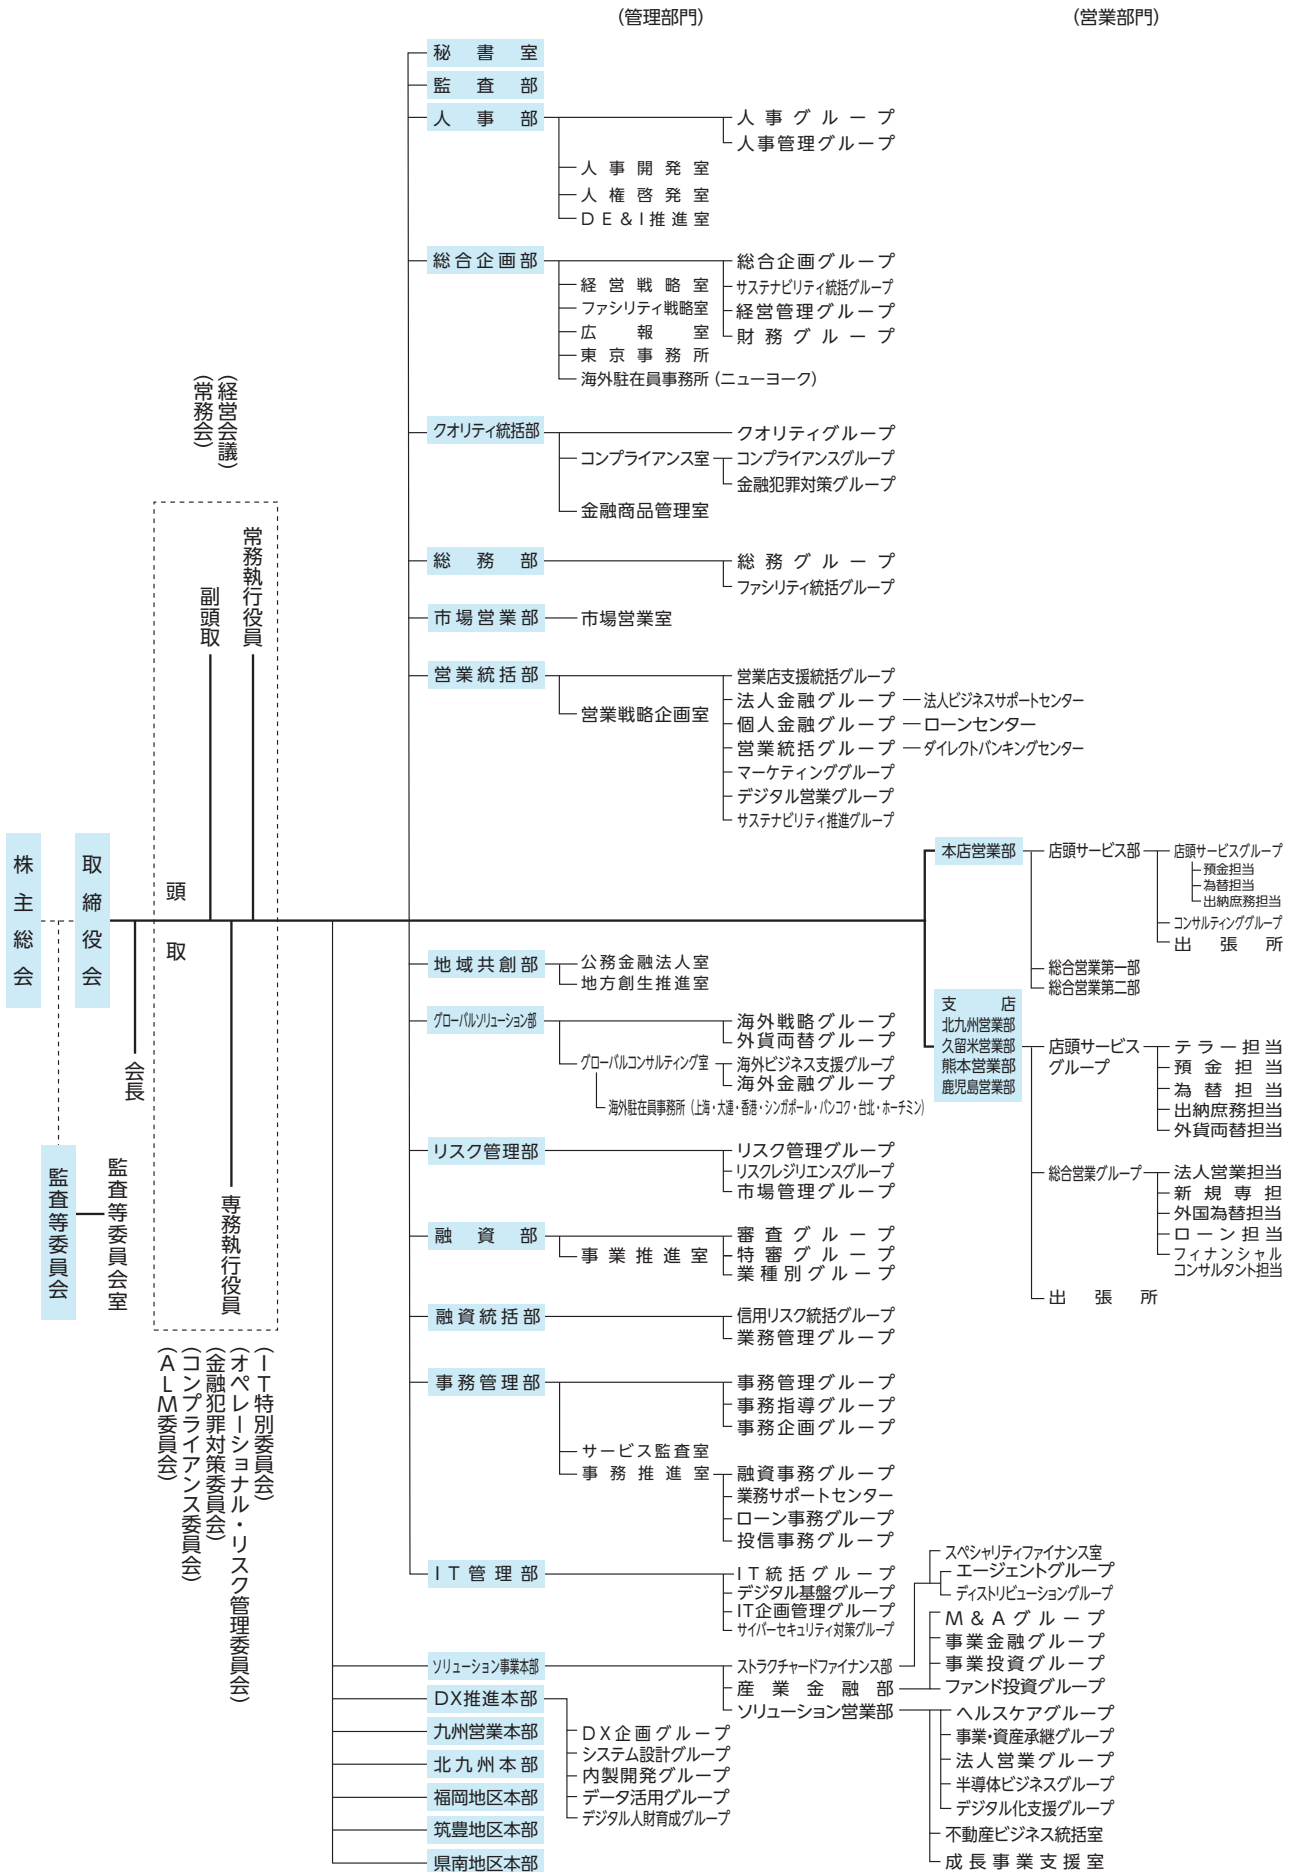 (管理部門)
(営業部門)
秘書室
監査部
人事部
人事グループ
人事管理グループ
人事開発室
人権啓発室
DE&I推進室
総合企画部
総合企画グループ
サステナビリティ統括グループ
経営管理グループ
財務グループ
経営戦略室
ファシリティ戦略室
広報室
東京事務所
海外駐在員事務所(ニューヨーク)
クオリティ統括部
クオリティグループ
コンプライアンス室
コンプライアンスグループ
金融犯罪対策グループ
金融商品管理室
総務部
総務グループ
ファシリティ統括グループ
市場営業部
市場営業室
営業統括部
営業戦略企画室
営業店支援統括グループ
法人金融グループ
法人ビジネスサポートセンター
個人金融グループ
ローンセンター
営業統括グループ
ダイレクトバンキングセンター
マーケティンググループ
デジタル営業グループ
サステナビリティ推進グループ
株主総会
取締役会
(経営会議)
(常務会)
頭取
副頭取
常務執行役員
会長
専務執行役員
監査等委員会
監査等委員会室
(IT特別委員会)
(オペレーショナル・リスク管理委員会)
(金融犯罪対策委員会)
(コンプライアンス委員会)
(ALM委員会)
地域共創部
公務金融法人室
地方創生推進室
グローバルソリューション部
海外戦略グループ
外貨両替グループ
グローバルコンサルティング室
海外ビジネス支援グループ
海外金融グループ
海外駐在員事務所(上海・大連・香港・シンガポール・バンコク・台北・ホーチミン)
リスク管理部
リスク管理グループ
リスクレジリエンスグループ
市場管理グループ
融資部
事業推進室
審査グループ
特審グループ
業種別グループ
融資統括部
信用リスク統括グループ
業務管理グループ
事務管理部
事務管理グループ
事務指導グループ
事務企画グループ
サービス監査室
事務推進室
融資事務グループ
業務サポートセンター
ローン事務グループ
投信事務グループ
IT管理部
IT統括グループ
デジタル基盤グループ
IT企画管理グループ
サイバーセキュリティ対策グループ
ソリューション事業本部
ストラクチャードファイナンス部
産業金融部
ソリューション営業部
スペシャリティファイナンス室
エージェントグループ
ディストリビューショングループ
M&Aグループ
事業金融グループ
事業投資グループ
ファンド投資グループ
ヘルスケアグループ
事業・資産承継グループ
法人営業グループ
半導体ビジネスグループ
デジタル化支援グループ
不動産ビジネス統括室
成長事業支援室
DX推進本部
DX企画グループ
システム設計グループ
内製開発グループ
データ活用グループ
デジタル人財育成グループ
九州営業本部
北九州本部
福岡地区本部
筑豊地区本部
県南地区本部
本店営業部
店頭サービス部
店頭サービスグループ
預金担当
為替担当
出納庶務担当
コンサルティンググループ
出張所
総合営業第一部
総合営業第二部
支店
北九州営業部
久留米営業部
熊本営業部
鹿児島営業部
店頭サービス
グループ
テラー担当
預金担当
為替担当
出納庶務担当
外貨両替担当
総合営業グループ
法人営業担当
新規専担
外国為替担当
ローン担当
フィナンシャル
コンサルタント担当
出張所